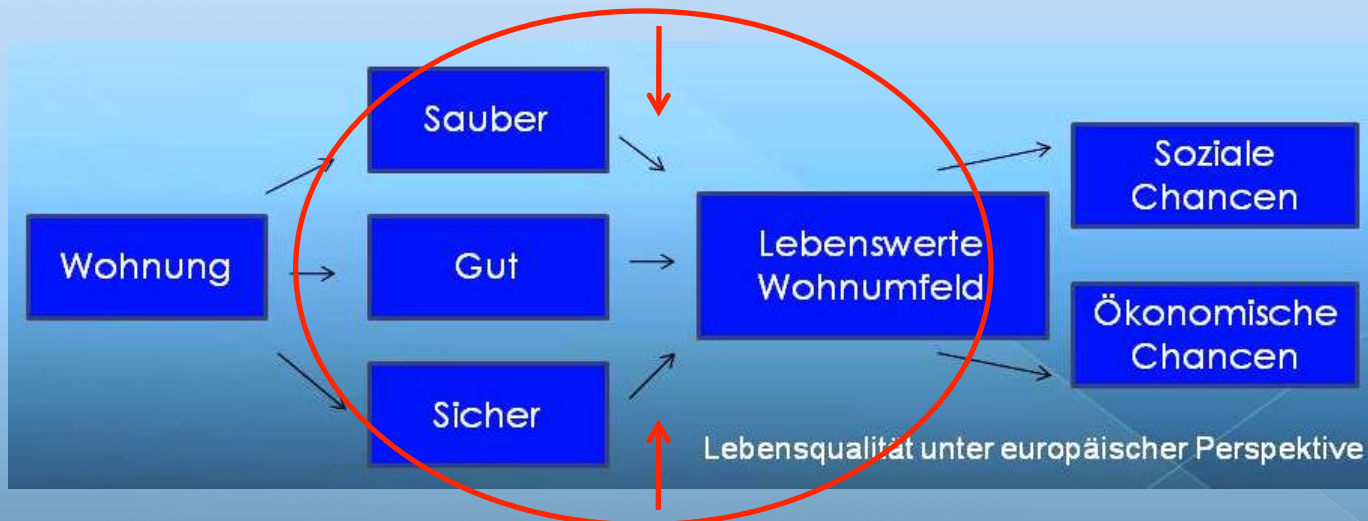 Sauber
Wohnung
Gut
Sicher
Lebenswerte
Wohnumfeld
Soziale
Chancen
Ökonomische
Chancen
Lebensqualität unter europäischer Perspektive